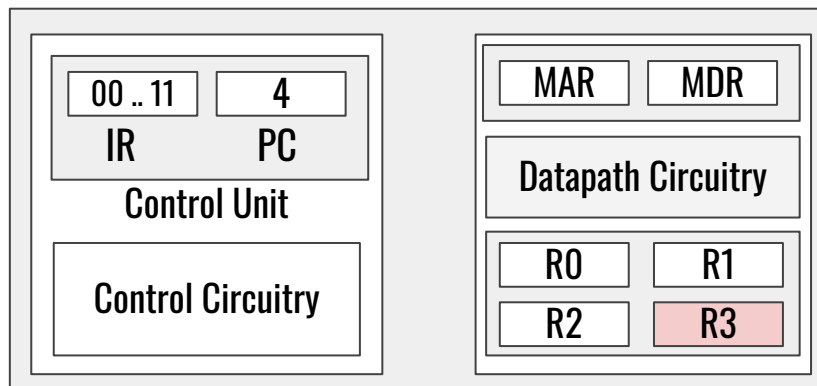 00 .. 11
4
IR
PC
Control Unit
Control Circuitry
MAR
MDR
Datapath Circuitry
R0
R1
R2
R3